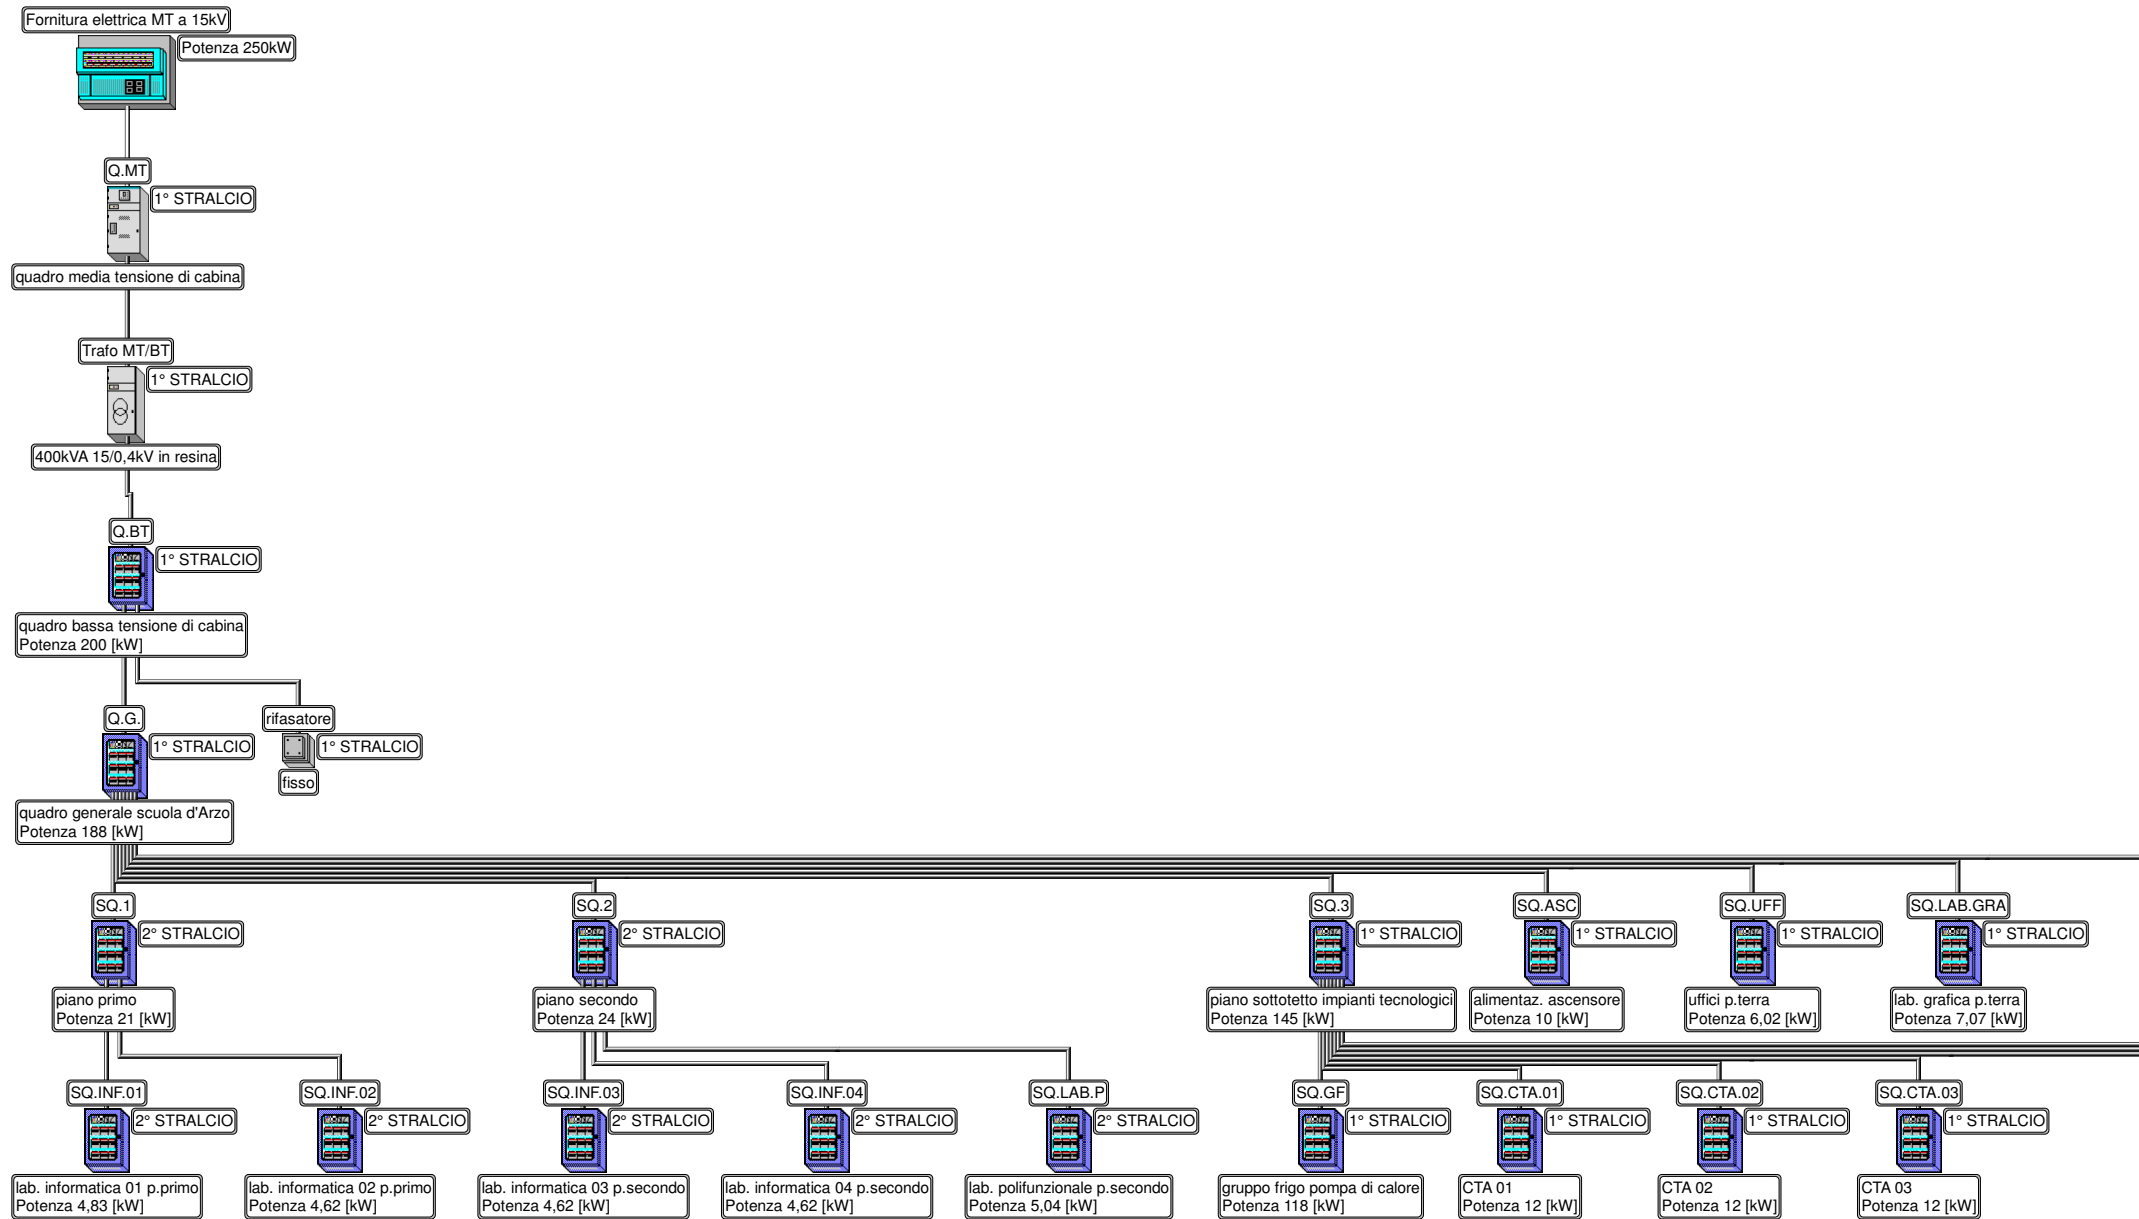 Fornitura elettrica MT a 15kV
Potenza 250kW
Q.MT
1° STRALCIO
quadro media tensione di cabina
Trafo MT/BT
1° STRALCIO
400kVA 15/0,4kV in resina
Q.BT
1° STRALCIO
quadro bassa tensione di cabina
Potenza 200 [kW]
Q.G.
1° STRALCIO
rifasatore
1° STRALCIO
fisso
quadro generale scuola d'Arzo
Potenza 188 [kW]
SQ.1
2° STRALCIO
piano primo
Potenza 21 [kW]
SQ.2
2° STRALCIO
piano secondo
Potenza 24 [kW]
SQ.3
1° STRALCIO
piano sottotetto impianti tecnologici
Potenza 145 [kW]
SQ.ASC
1° STRALCIO
alimentaz. ascensore
Potenza 10 [kW]
SQ.UFF
1° STRALCIO
uffici p.terra
Potenza 6,02 [kW]
SQ.LAB.GRA
1° STRALCIO
lab. grafica p.terra
Potenza 7,07 [kW]
SQ.INF.01
2° STRALCIO
lab. informatica 01 p.primo
Potenza 4,83 [kW]
SQ.INF.02
2° STRALCIO
lab. informatica 02 p.primo
Potenza 4,62 [kW]
SQ.INF.03
2° STRALCIO
lab. informatica 03 p.secondo
Potenza 4,62 [kW]
SQ.INF.04
2° STRALCIO
lab. informatica 04 p.secondo
Potenza 4,62 [kW]
SQ.LAB.P
2° STRALCIO
lab. polifunzionale p.secondo
Potenza 5,04 [kW]
SQ.GF
1° STRALCIO
gruppo frigo pompa di calore
Potenza 118 [kW]
SQ.CTA.01
1° STRALCIO
CTA 01
Potenza 12 [kW]
SQ.CTA.02
1° STRALCIO
CTA 02
Potenza 12 [kW]
SQ.CTA.03
1° STRALCIO
CTA 03
Potenza 12 [kW]